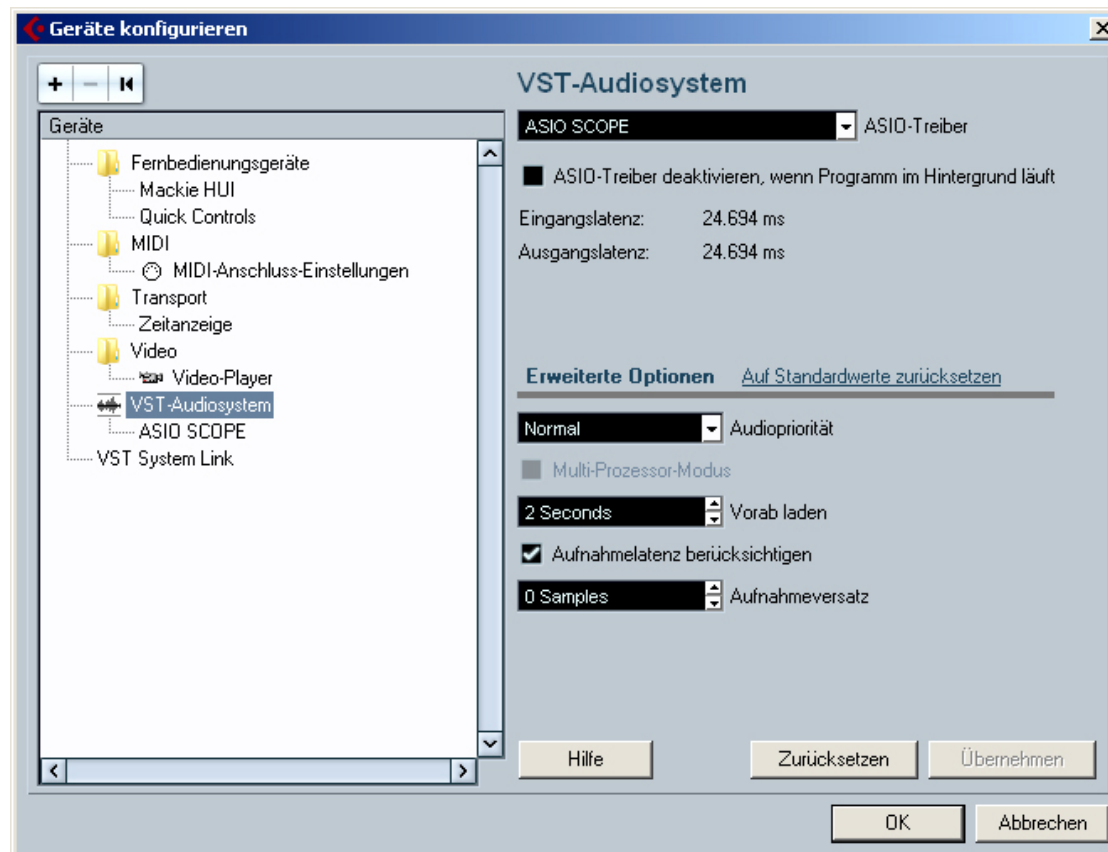 Geräte konfigurieren
Geräte
Fernbedienungsgeräte
Mackie HUI
Quick Controls
MIDI
MIDI-Anschluss-Einstellungen
Transport
Zeitanzeige
Video
Video-Player
VST-Audiosystem
ASIO SCOPE
VST System Link
VST-Audiosystem
ASIO SCOPE ASIO-Treiber
ASIO-Treiber deaktivieren, wenn Programm im Hintergrund läuft
Eingangslatenz: 24.694 ms
Ausgangslatenz: 24.694 ms
Erweiterte Optionen Auf Standardwerte zurücksetzen
Normal Audiopriorität
Multi-Prozessor-Modus
2 Seconds Vorab laden
Aufnahmelatenz berücksichtigen
0 Samples Aufnahmeversatz
Hilfe Zurücksetzen Übernehmen
OK Abbrechen